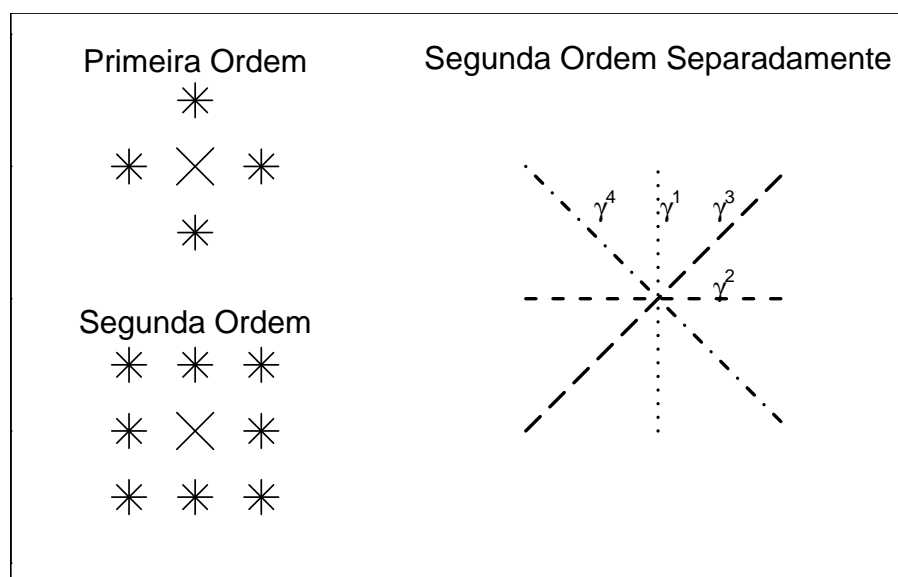 Primeira Ordem
Segunda Ordem
Segunda Ordem Separadamente
γ⁴ γ¹ γ³
γ²